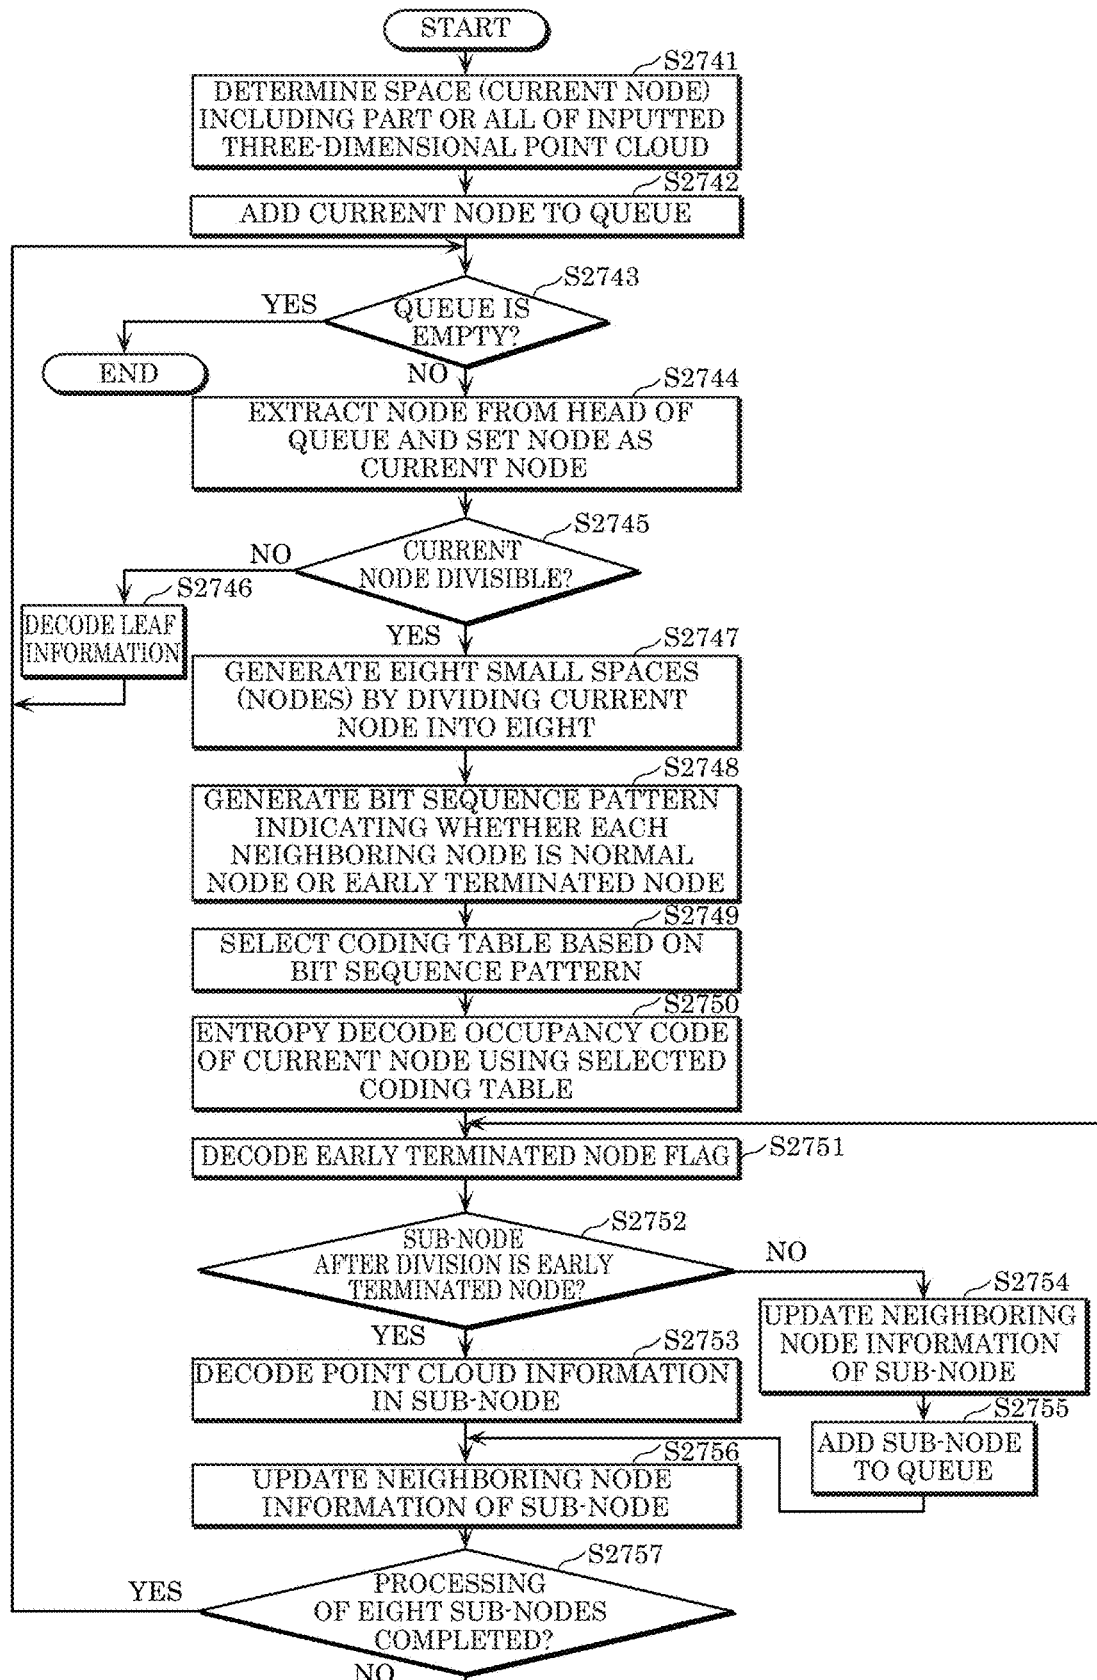 START
S2741
DETERMINE SPACE (CURRENT NODE)
INCLUDING PART OR ALL OF INPUTTED
THREE-DIMENSIONAL POINT CLOUD
S2742
ADD CURRENT NODE TO QUEUE
S2743
YES
QUEUE IS
EMPTY?
END
NO
S2744
EXTRACT NODE FROM HEAD OF
QUEUE AND SET NODE AS
CURRENT NODE
S2745
NO
CURRENT
NODE DIVISIBLE?
S2746
DECODE LEAF
INFORMATION
YES
S2747
GENERATE EIGHT SMALL SPACES
(NODES) BY DIVIDING CURRENT
NODE INTO EIGHT
S2748
GENERATE BIT SEQUENCE PATTERN
INDICATING WHETHER EACH
NEIGHBORING NODE IS NORMAL
NODE OR EARLY TERMINATED NODE
S2749
SELECT CODING TABLE BASED ON
BIT SEQUENCE PATTERN
S2750
ENTROPY DECODE OCCUPANCY CODE
OF CURRENT NODE USING SELECTED
CODING TABLE
DECODE EARLY TERMINATED NODE FLAG
S2751
S2752
SUB-NODE
AFTER DIVISION IS EARLY
TERMINATED NODE?
NO
YES
S2753
DECODE POINT CLOUD INFORMATION
IN SUB-NODE
S2754
UPDATE NEIGHBORING
NODE INFORMATION
OF SUB-NODE
S2755
ADD SUB-NODE
TO QUEUE
S2756
UPDATE NEIGHBORING NODE
INFORMATION OF SUB-NODE
S2757
YES
PROCESSING
OF EIGHT SUB-NODES
COMPLETED?
NO